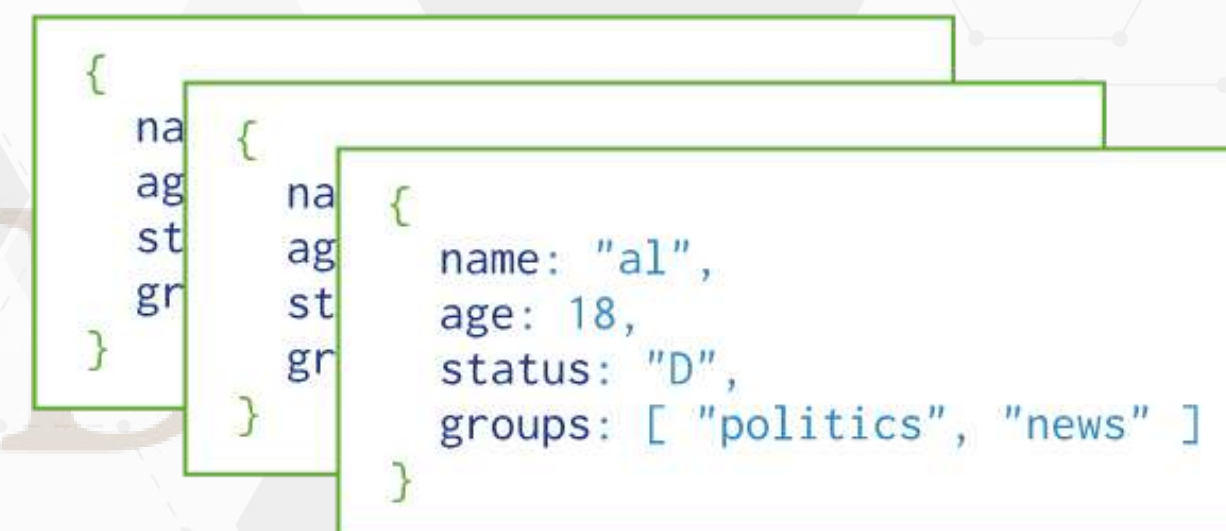 {
na
ag
st
gr
}
{
na
ag
st
gr
}
{
name: "al",
age: 18,
status: "D",
groups: [ "politics", "news" ]
}